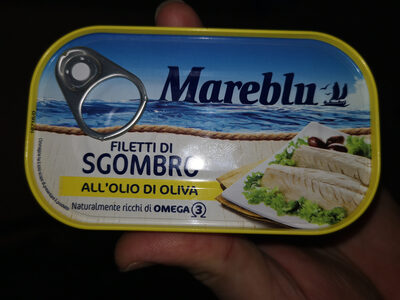 Mareblu
FILETTI DI
SGOMBRO
ALL'OLIO DI OLIVA
Naturalmente ricchi di OMEGA 3